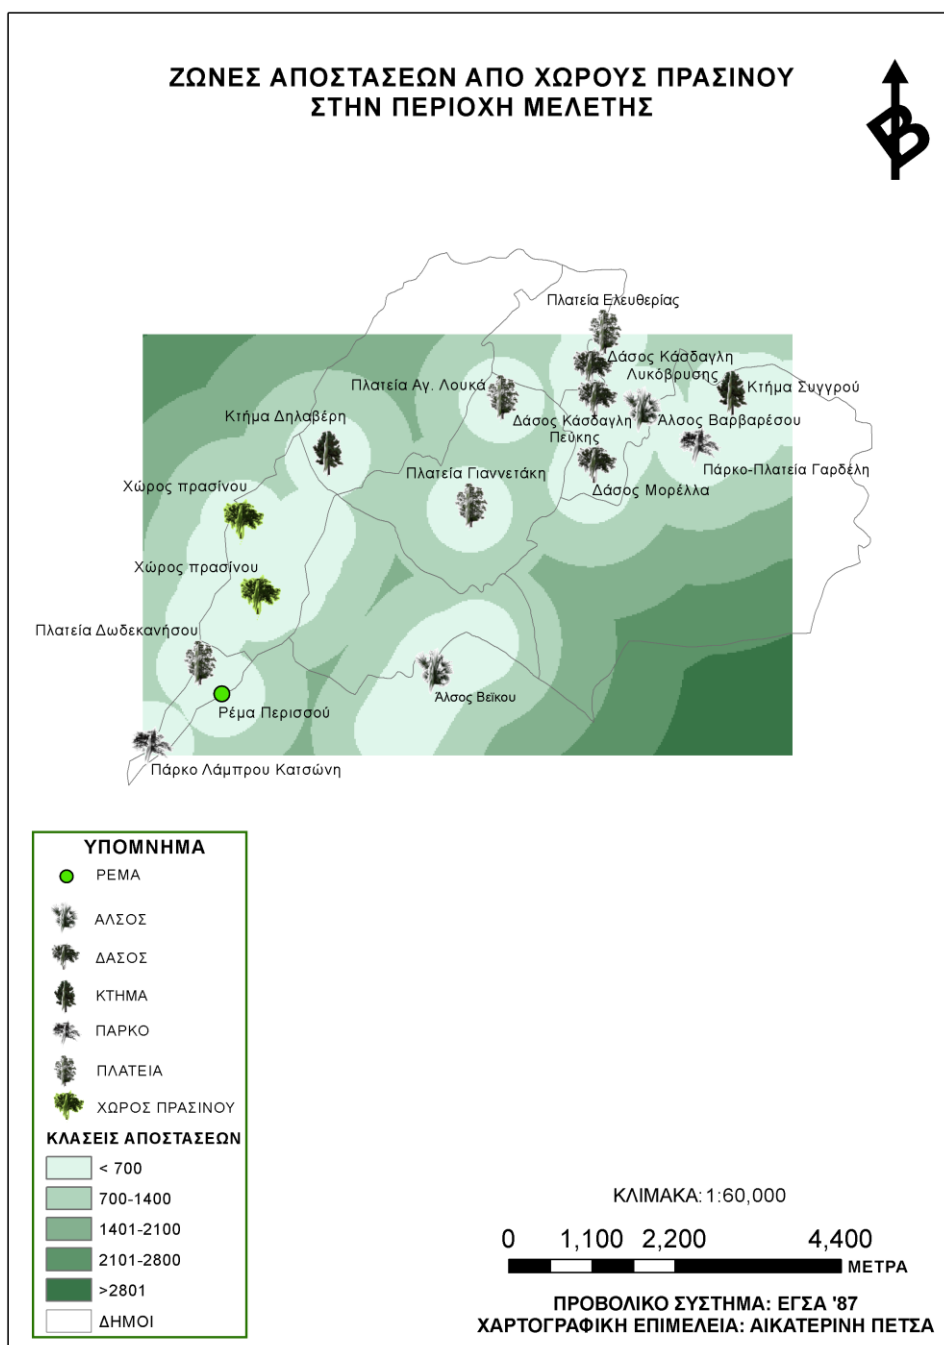 ΖΩΝΕΣ ΑΠΟΣΤΑΣΕΩΝ ΑΠΟ ΧΩΡΟΥΣ ΠΡΑΣΙΝΟΥ
ΣΤΗΝ ΠΕΡΙΟΧΗ ΜΕΛΕΤΗΣ
Β
Πλατεία Ελευθερίας
Δάσος Κάσδαγλη
Λυκόβρυσης
Πλατεία Αγ. Λουκά
Κτήμα Συγγρού
Κτήμα Δηλαβέρη
Δάσος Κάσδαγλη
Πεύκης
Άλσος Βαρβαρέσου
Πλατεία Γιαννετάκη
Πάρκο-Πλατεία Γαρδέλη
Χώρος πρασίνου
Δάσος Μορέλλα
Χώρος πρασίνου
Πλατεία Δωδεκανήσου
Άλσος Βεϊκου
Ρέμα Περισσού
Πάρκο Λάμπρου Κατσώνη
ΥΠΟΜΝΗΜΑ
ΡΕΜΑ
ΑΛΣΟΣ
ΔΑΣΟΣ
ΚΤΗΜΑ
ΠΑΡΚΟ
ΠΛΑΤΕΙΑ
ΧΩΡΟΣ ΠΡΑΣΙΝΟΥ
ΚΛΑΣΕΙΣ ΑΠΟΣΤΑΣΕΩΝ
< 700
700-1400
1401-2100
2101-2800
>2801
ΔΗΜΟΙ
ΚΛΙΜΑΚΑ: 1:60,000
0 1,100 2,200 4,400
ΜΕΤΡΑ
ΠΡΟΒΟΛΙΚΟ ΣΥΣΤΗΜΑ: ΕΓΣΑ '87
ΧΑΡΤΟΓΡΑΦΙΚΗ ΕΠΙΜΕΛΕΙΑ: ΑΙΚΑΤΕΡΙΝΗ ΠΕΤΣΑ